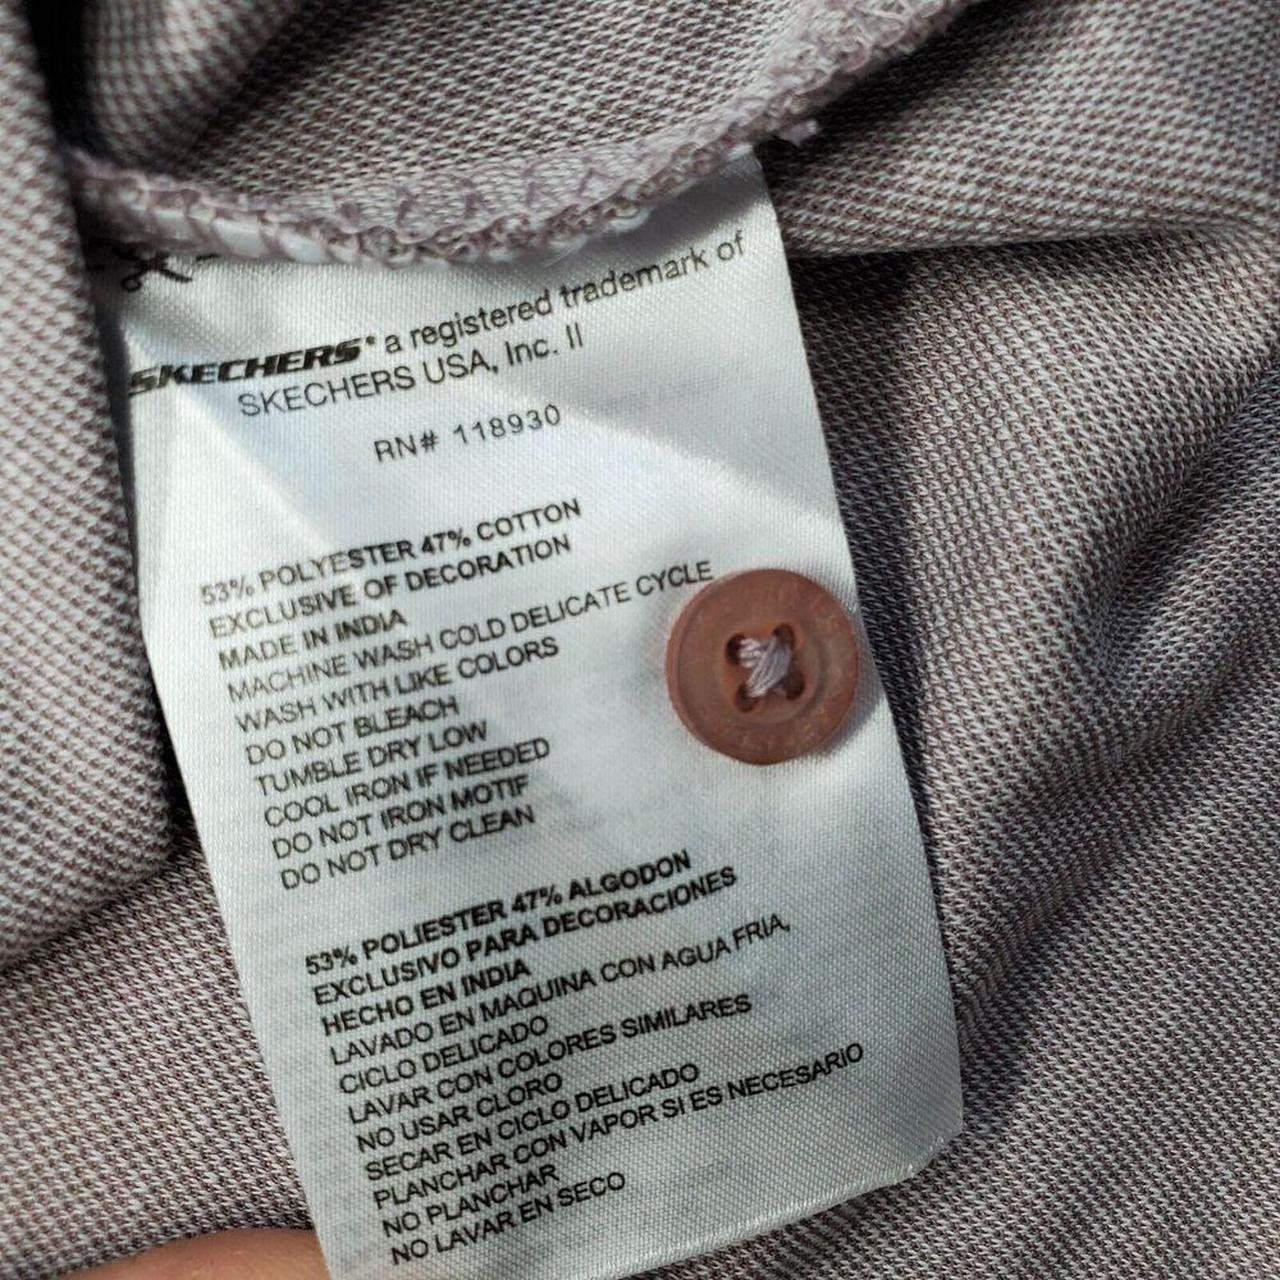 SKECHERS® a registered trademark of
SKECHERS USA, Inc. II
RN# 118930
53% POLYESTER 47% COTTON
EXCLUSIVE OF DECORATION
MADE IN INDIA
MACHINE WASH COLD DELICATE CYCLE
WASH WITH LIKE COLORS
DO NOT BLEACH
TUMBLE DRY LOW
COOL IRON IF NEEDED
DO NOT IRON MOTIF
DO NOT DRY CLEAN
53% POLIESTER 47% ALGODON
EXCLUSIVO PARA DECORACIONES
HECHO EN INDIA
LAVADO EN MAQUINA CON AGUA FRIA,
CICLO DELICADO
LAVAR CON COLORES SIMILARES
NO USAR CLORO
SECAR EN CICLO DELICADO
PLANCHAR CON VAPOR SI ES NECESARIO
NO PLANCHAR
NO LAVAR EN SECO